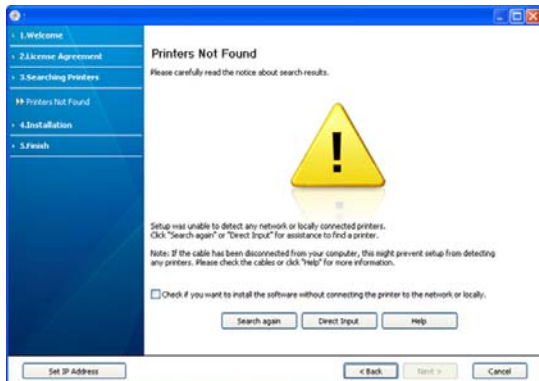 1.Welcome
2.License Agreement
3.Searching Printers
Printers Not Found
4.Installation
5.Finish
Printers Not Found
Please carefully read the notice about search results.
Setup was unable to detect any network or locally connected printers.
Click "Search again" or "Direct Input" for assistance to find a printer.
Note: If the cable has been disconnected from your computer, this might prevent setup from detecting
any printers. Please check the cables or click "Help" for more information.
Check if you want to install the software without connecting the printer to the network or locally.
Search again
Direct Input
Help
Set IP Address
< Back
Next >
Cancel